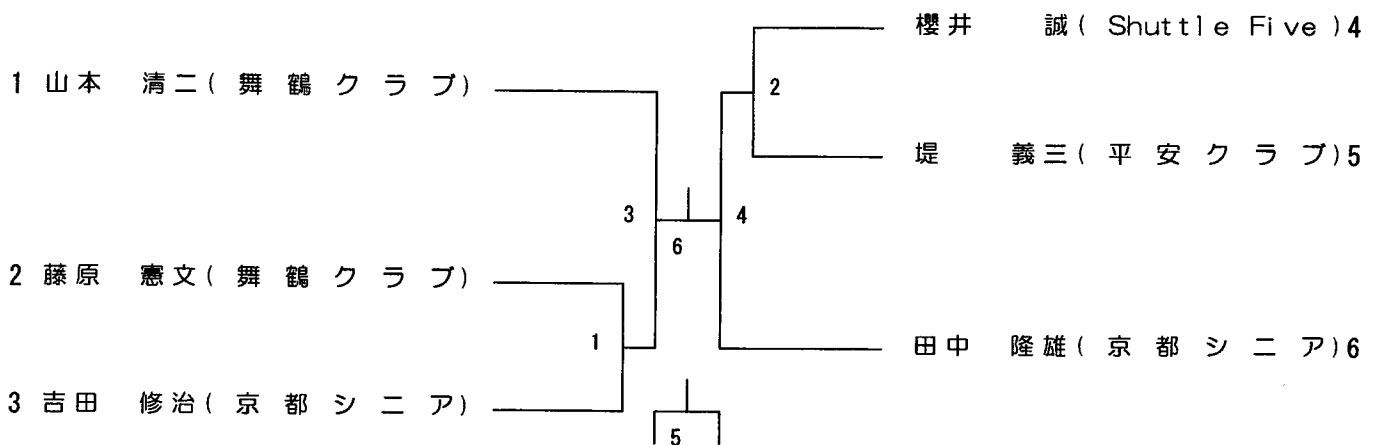 櫻井 誠( Shuttle Five )4
1 山本 清二( 舞 鶴 ク ラ ブ )
2
堤 義三( 平 安 ク ラ ブ )5
3
4
6
2 藤原 憲文( 舞 鶴 ク ラ ブ )
1
田中 隆雄( 京 都 シ ニ ア )6
3 吉田 修治( 京 都 シ ニ ア )
5